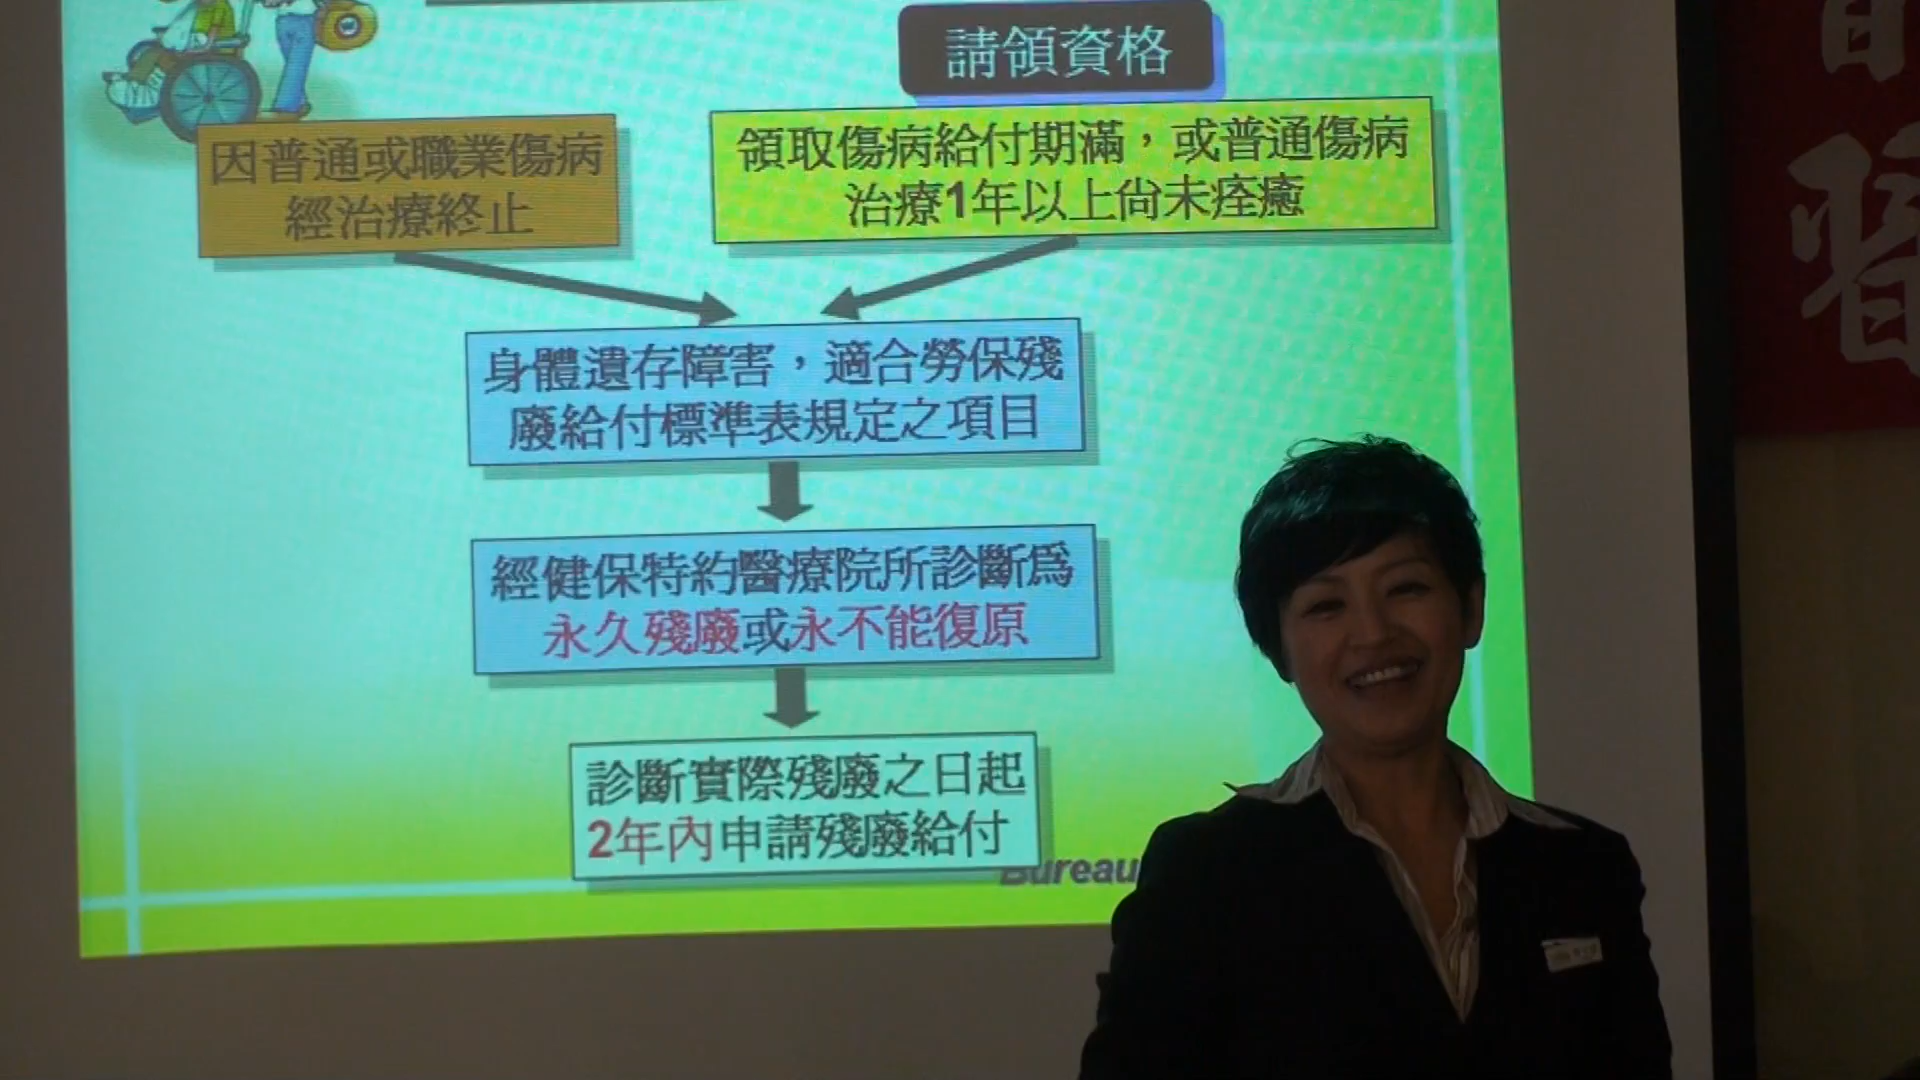 請領資格
因普通或職業傷病
經治療終止
領取傷病給付期滿，或普通傷病
治療1年以上尚未痊癒
身體遺存障害，適合勞保殘
廢給付標準表規定之項目
經健保特約醫療院所診斷為
永久殘廢或永不能復原
診斷實際殘廢之日起
2年內申請殘廢給付
Bureau
習